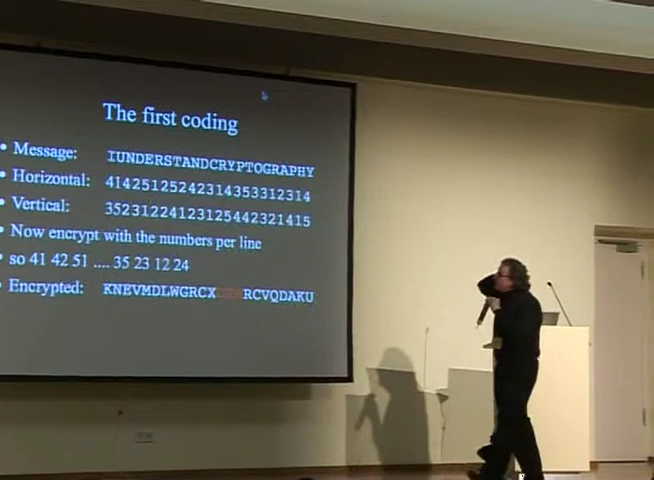 The first coding
• Message: IUNDERSTANDCRYPTOGRAPHY
• Horizontal: 41425125242314353312314
• Vertical: 35231224123125442321415
• Now encrypt with the numbers per line
• so 41 42 51 .... 35 23 12 24
• Encrypted: KNEVMDLWGRCX RCVQDAKU